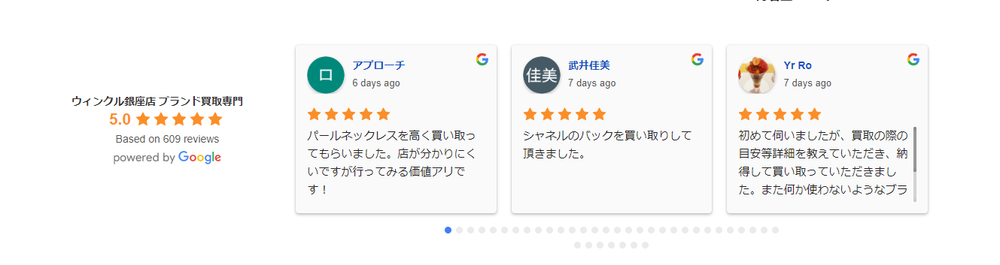 ウィンクル銀座店 ブランド買取専門
5.0
Based on 609 reviews
powered by Google
ロ
アプローチ
6 days ago
パールネックレスを高く買い取っ
てもらいました。店が分かりにく
いですが行ってみる価値アリで
す！
佳美
武井佳美
7 days ago
シャネルのバックを買い取りして
頂きました。
Yr Ro
7 days ago
初めて伺いましたが、買取の際の
目安等詳細を教えていただき、納
得して買い取っていただきまし
た。また何か使わないようなブラ